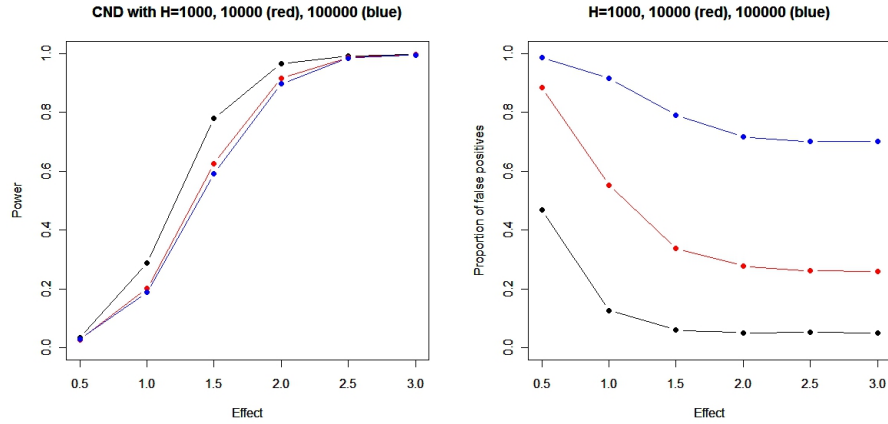 CND with H=1000, 10000 (red), 100000 (blue)
Power
1.0
0.8
0.6
0.4
0.2
0.0
0.5 1.0 1.5 2.0 2.5 3.0
Effect
H=1000, 10000 (red), 100000 (blue)
Proportion of false positives
1.0
0.8
0.6
0.4
0.2
0.0
0.5 1.0 1.5 2.0 2.5 3.0
Effect